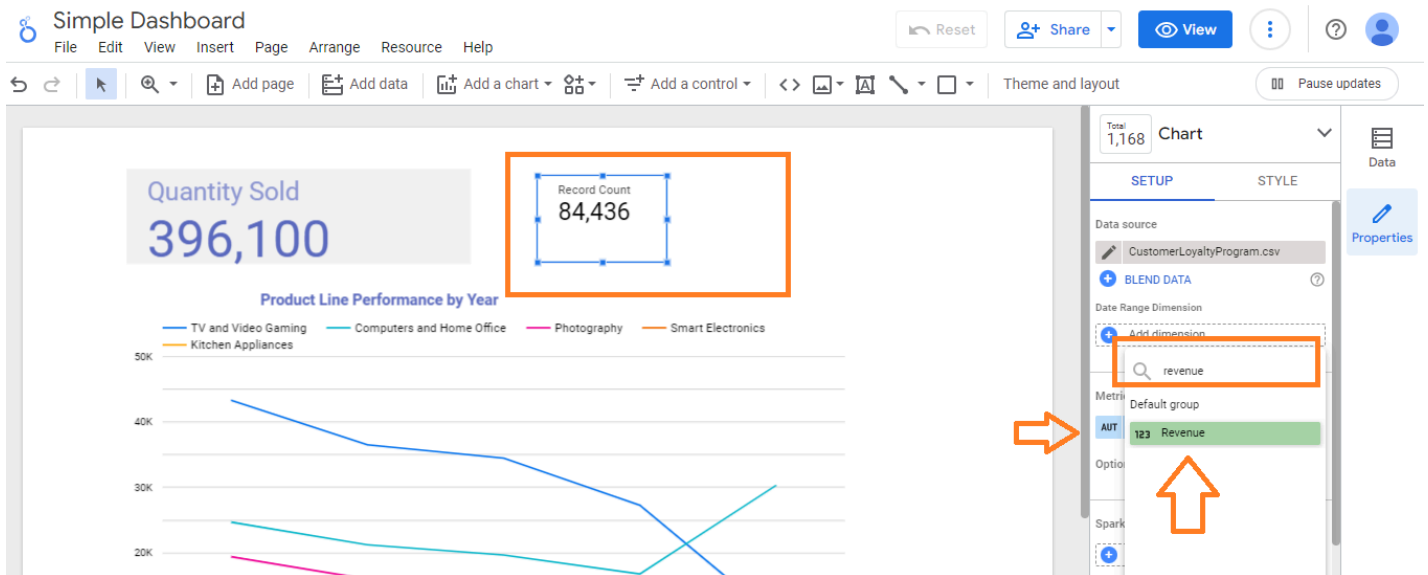 Simple Dashboard
File Edit View Insert Page Arrange Resource Help
Reset
Share
View
Add page
Add data
Add a chart
Add a control
Theme and layout
Pause updates
Quantity Sold
396,100
Record Count
84,436
Product Line Performance by Year
TV and Video Gaming Computers and Home Office Photography Smart Electronics
Kitchen Appliances
50K
40K
30K
20K
Total
1,168
Chart
SETUP STYLE
Data source
CustomerLoyaltyProgram.csv
BLEND DATA
Date Range Dimension
Add dimension
revenue
Metri
Default group
AUT
123 Revenue
Optio
Spark
Data
Properties